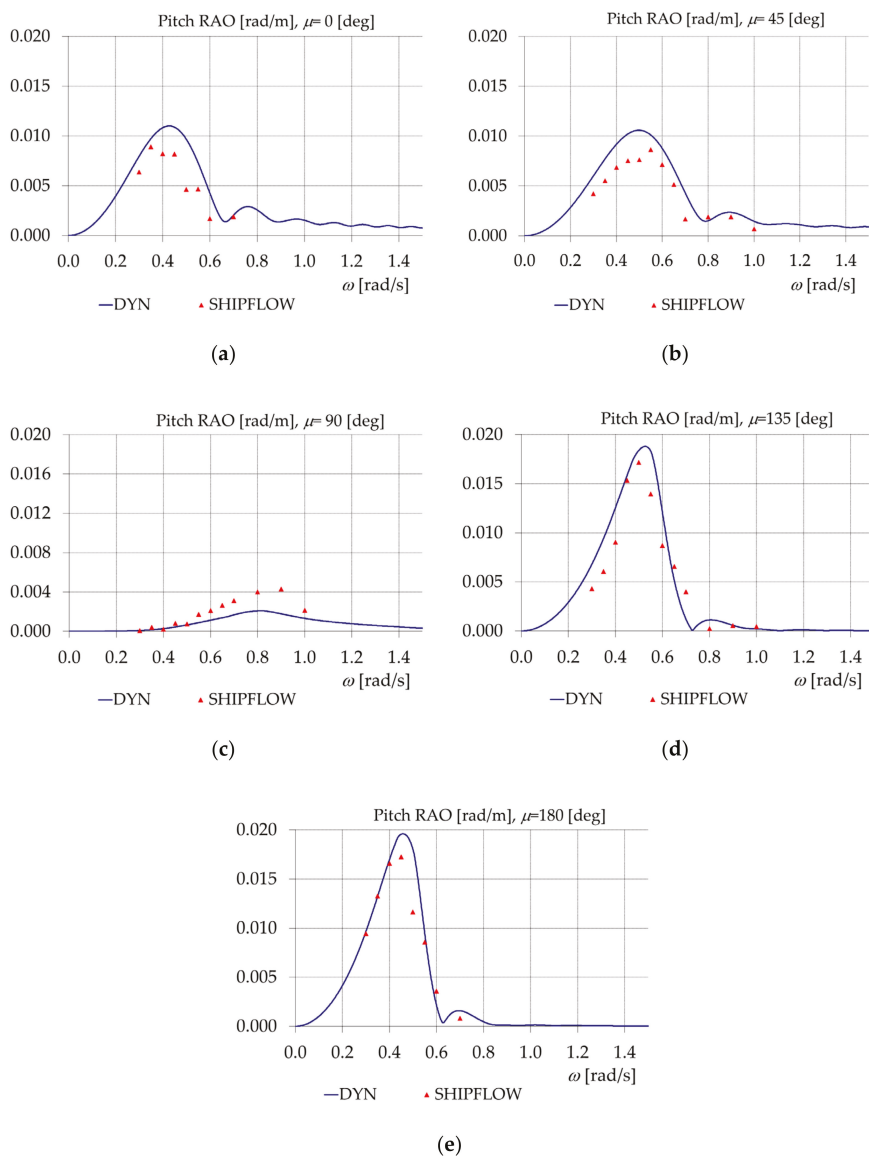 Pitch RAO [rad/m], μ= 0 [deg]
0.020
0.015
0.010
0.005
0.000
0.0 0.2 0.4 0.6 0.8 1.0 1.2 1.4
ω [rad/s]
DYN SHIPFLOW
(a)
Pitch RAO [rad/m], μ= 45 [deg]
0.020
0.015
0.010
0.005
0.000
0.0 0.2 0.4 0.6 0.8 1.0 1.2 1.4
ω [rad/s]
DYN SHIPFLOW
(b)
Pitch RAO [rad/m], μ= 90 [deg]
0.020
0.016
0.012
0.008
0.004
0.000
0.0 0.2 0.4 0.6 0.8 1.0 1.2 1.4
ω [rad/s]
DYN SHIPFLOW
(c)
Pitch RAO [rad/m], μ=135 [deg]
0.020
0.015
0.010
0.005
0.000
0.0 0.2 0.4 0.6 0.8 1.0 1.2 1.4
ω [rad/s]
DYN SHIPFLOW
(d)
Pitch RAO [rad/m], μ=180 [deg]
0.020
0.015
0.010
0.005
0.000
0.0 0.2 0.4 0.6 0.8 1.0 1.2 1.4
ω [rad/s]
DYN SHIPFLOW
(e)